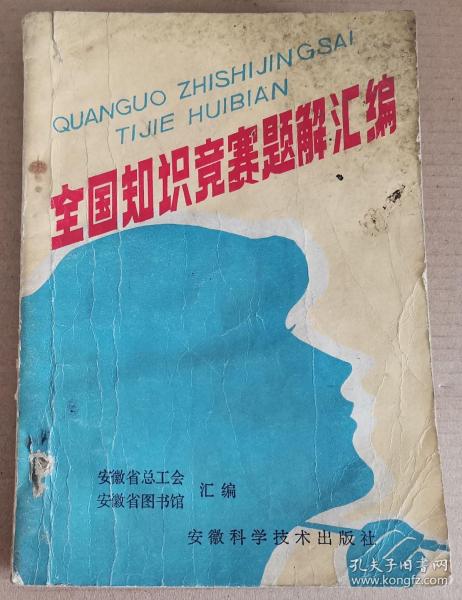 QUANGUO ZHISHIJINGSAI
TIJIE HUIBIAN
全国知识竞赛题解汇编
安徽省总工会
安徽省图书馆
汇编
安徽科学技术出版社
孔夫子旧书网
www.kongfz.com